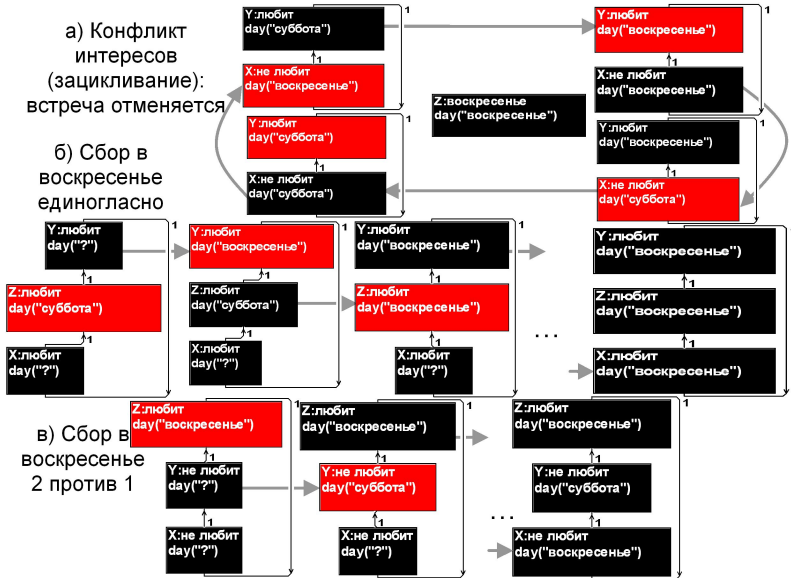 а) Конфликт
интересов
(зацикливание):
встреча отменяется
Y:любит
day("суббота")
1
1
X:не любит
day("воскресенье")
Y:любит
day("суббота")
1
1
X:не любит
day("суббота")
Z:воскресенье
day("воскресенье")
Y:любит
day("воскресенье")
1
1
X:не любит
day("воскресенье")
Y:любит
day("воскресенье")
1
1
X:не любит
day("суббота")
б) Сбор в
воскресенье
единогласно
Y:любит
day("?")
1
1
Z:любит
day("суббота")
1
X:любит
day("?")
Y:любит
day("воскресенье")
1
1
Z:любит
day("суббота")
1
X:любит
day("?")
Y:любит
day("воскресенье")
1
1
Z:любит
day("воскресенье")
1
X:любит
day("?")
...
Y:любит
day("воскресенье")
1
1
Z:любит
day("воскресенье")
1
X:любит
day("воскресенье")
в) Сбор в
воскресенье
2 против 1
Z:любит
day("воскресенье")
1
1
Y:не любит
day("?")
1
X:не любит
day("?")
Z:любит
day("воскресенье")
1
1
Y:не любит
day("суббота")
1
X:не любит
day("?")
...
Z:любит
day("воскресенье")
1
1
Y:не любит
day("суббота")
1
X:не любит
day("воскресенье")